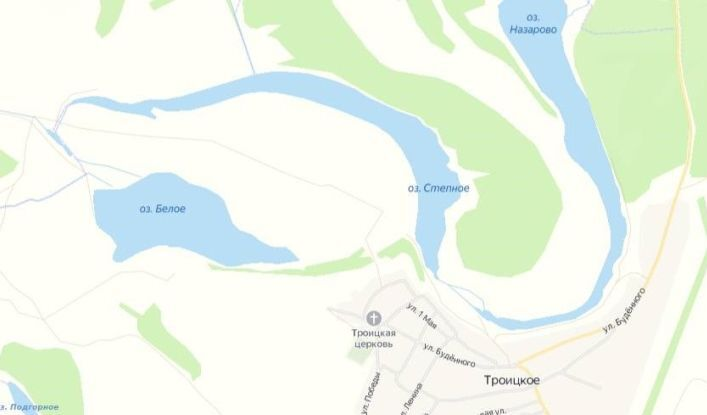 оз.
Назарово
оз. Степное
оз. Белое
ул. Будённого
ул. 1 Мая
Троицкая
церковь
ул. Будённого
Троицкое
ул. Победы
ул. Ленина
ул.
з. Подгорное